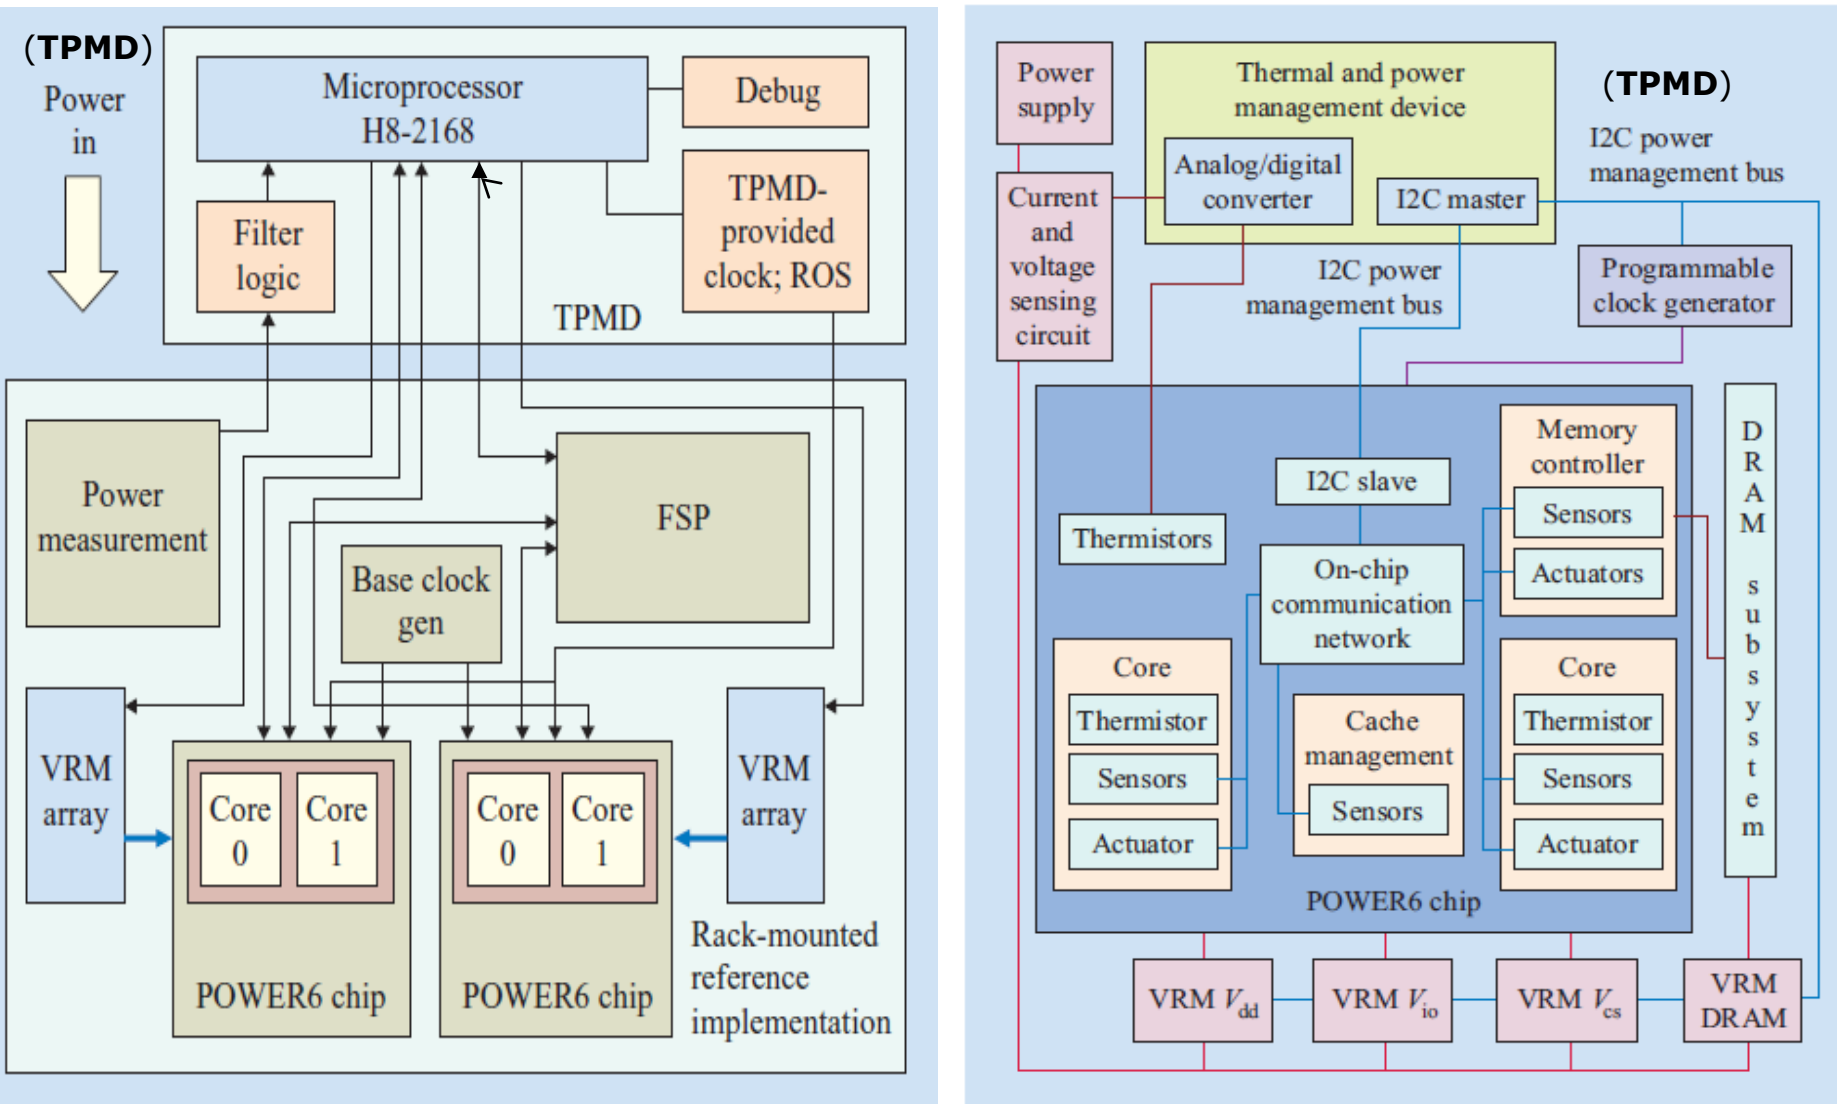 (TPMD)
Power
in
Microprocessor
H8-2168
Debug
TPMD-
provided
clock; ROS
Filter
logic
TPMD
Power
measurement
FSP
Base clock
gen
VRM
array
Core
0
Core
1
POWER6 chip
Core
0
Core
1
POWER6 chip
VRM
array
Rack-mounted
reference
implementation
Power
supply
Thermal and power
management device
(TPMD)
Analog/digital
converter
I2C master
I2C power
management bus
Current
and
voltage
sensing
circuit
I2C power
management bus
Programmable
clock generator
Memory
controller
Sensors
Actuators
I2C slave
Thermistors
On-chip
communication
network
Core
Thermistor
Sensors
Actuator
Cache
management
Sensors
Core
Thermistor
Sensors
Actuator
POWER6 chip
DRAM
subsystem
VRM Vdd
VRM Vio
VRM Vcs
VRM
DRAM